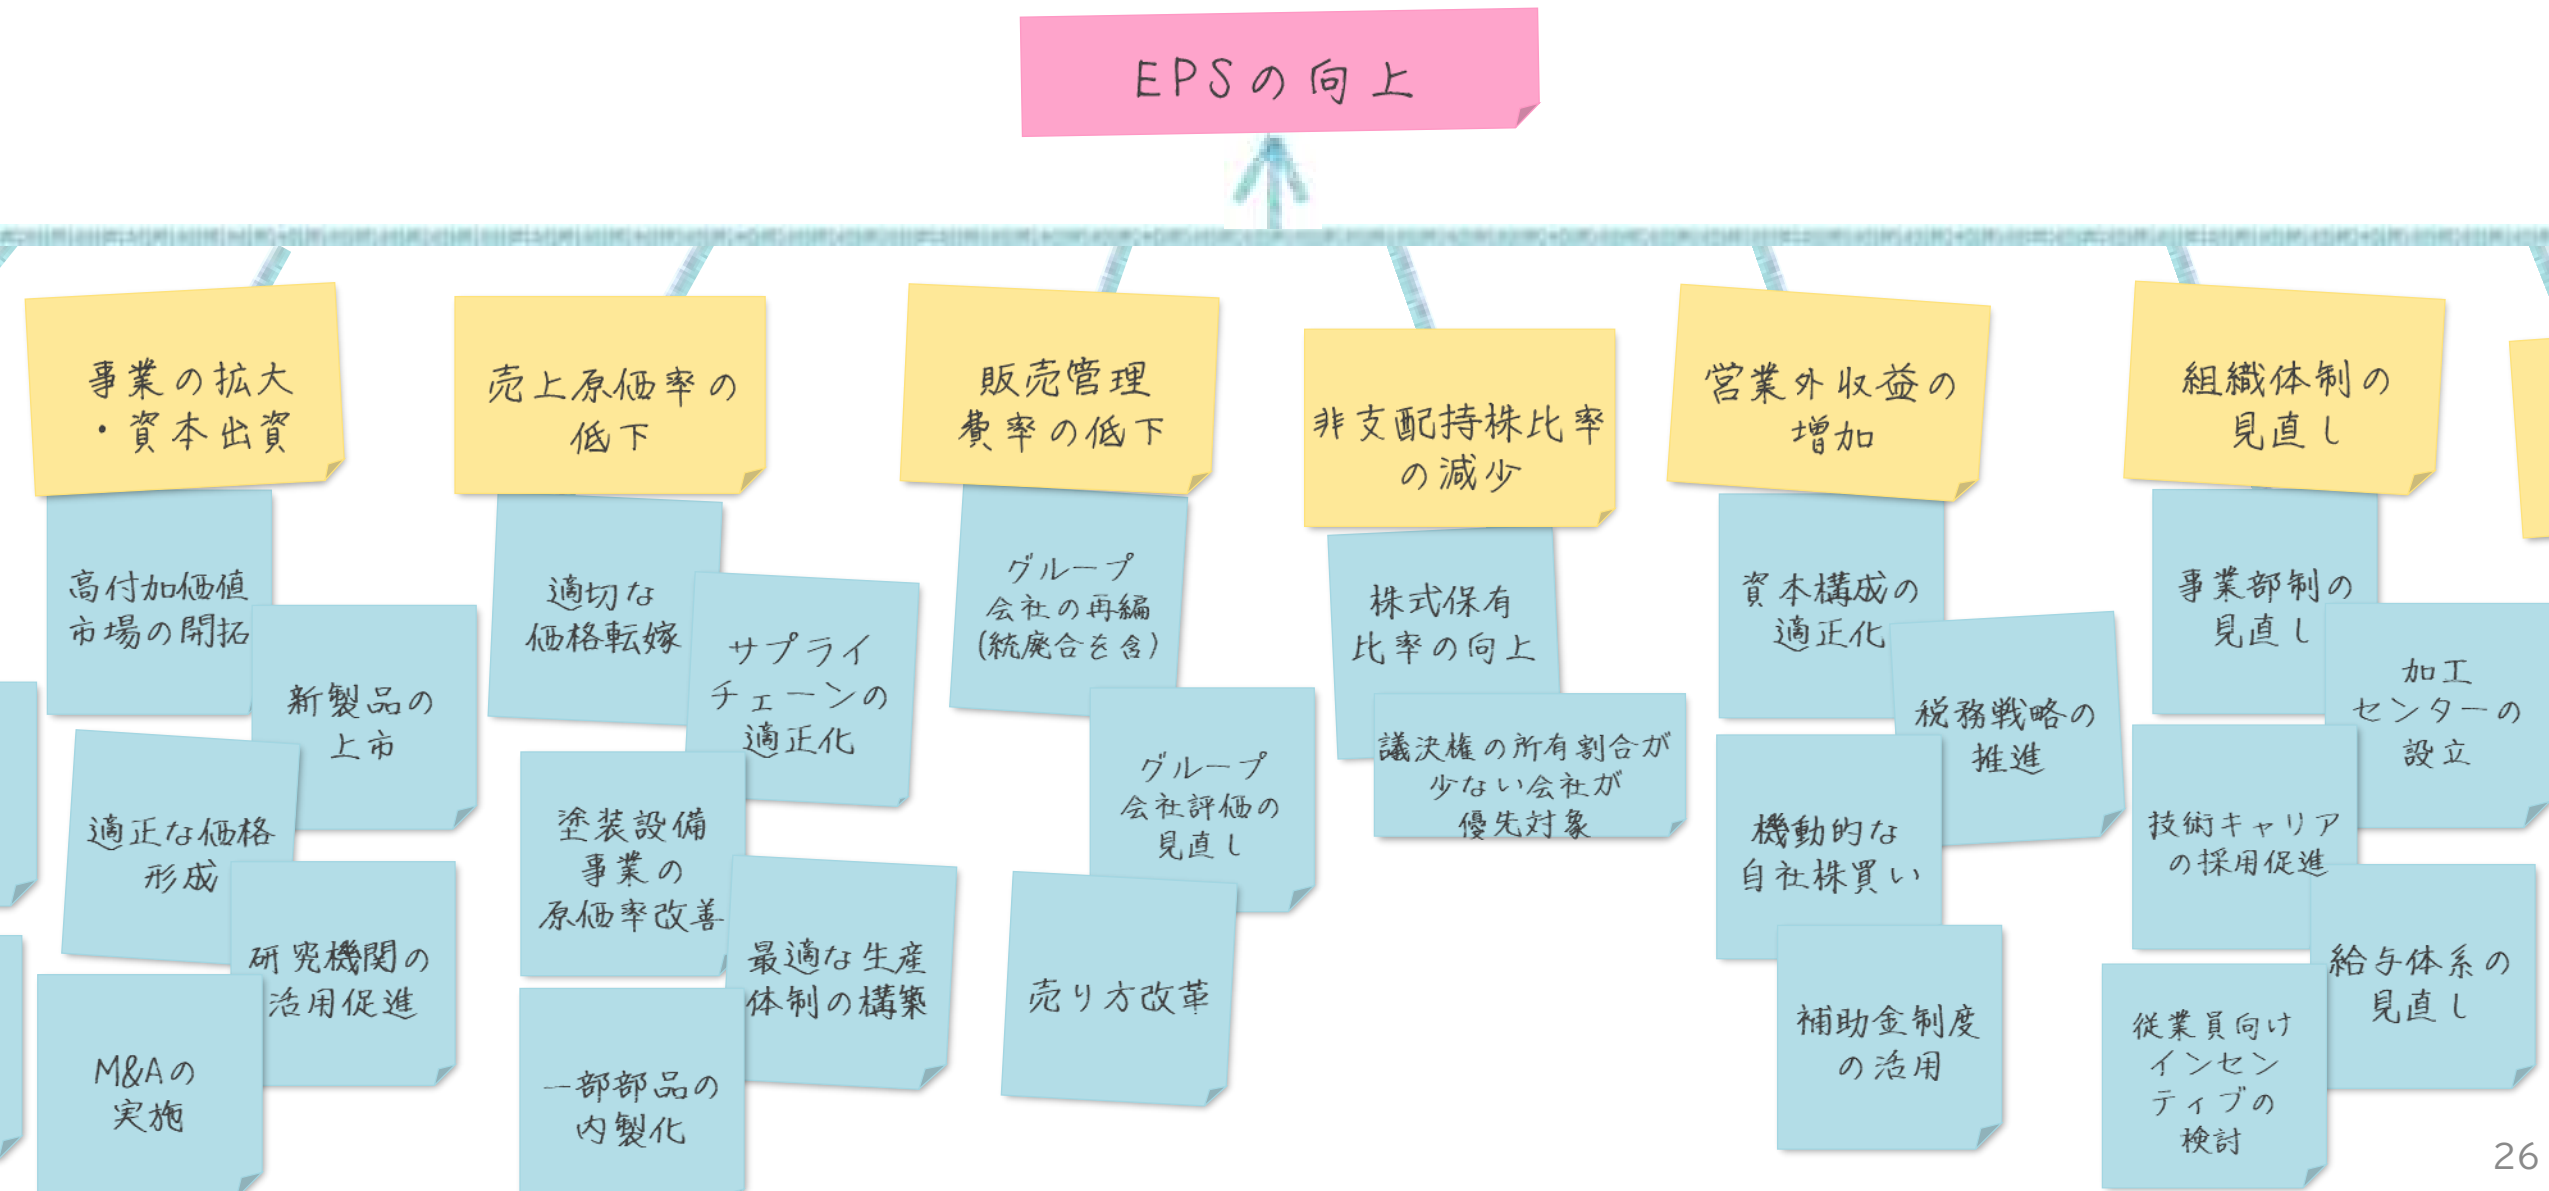 EPSの向上
事業の拡大
・資本出資
高付加価値
市場の開拓
新製品の
上市
適正な価格
形成
研究機関の
活用促進
M&Aの
実施
売上原価率の
低下
適切な
価格転嫁
サプライ
チェーンの
適正化
塗装設備
事業の
原価率改善
最適な生産
体制の構築
一部部品の
内製化
販売管理
費率の低下
グループ
会社の再編
(統廃合を含)
グループ
会社評価の
見直し
売り方改革
非支配持株比率
の減少
株式保有
比率の向上
議決権の所有割合が
少ない会社が
優先対象
営業外収益の
増加
資本構成の
適正化
税務戦略の
推進
機動的な
自社株買い
補助金制度
の活用
組織体制の
見直し
事業部制の
見直し
加工
センターの
設立
技術キャリア
の採用促進
給与体系の
見直し
従業員向け
インセン
ティブの
検討
26